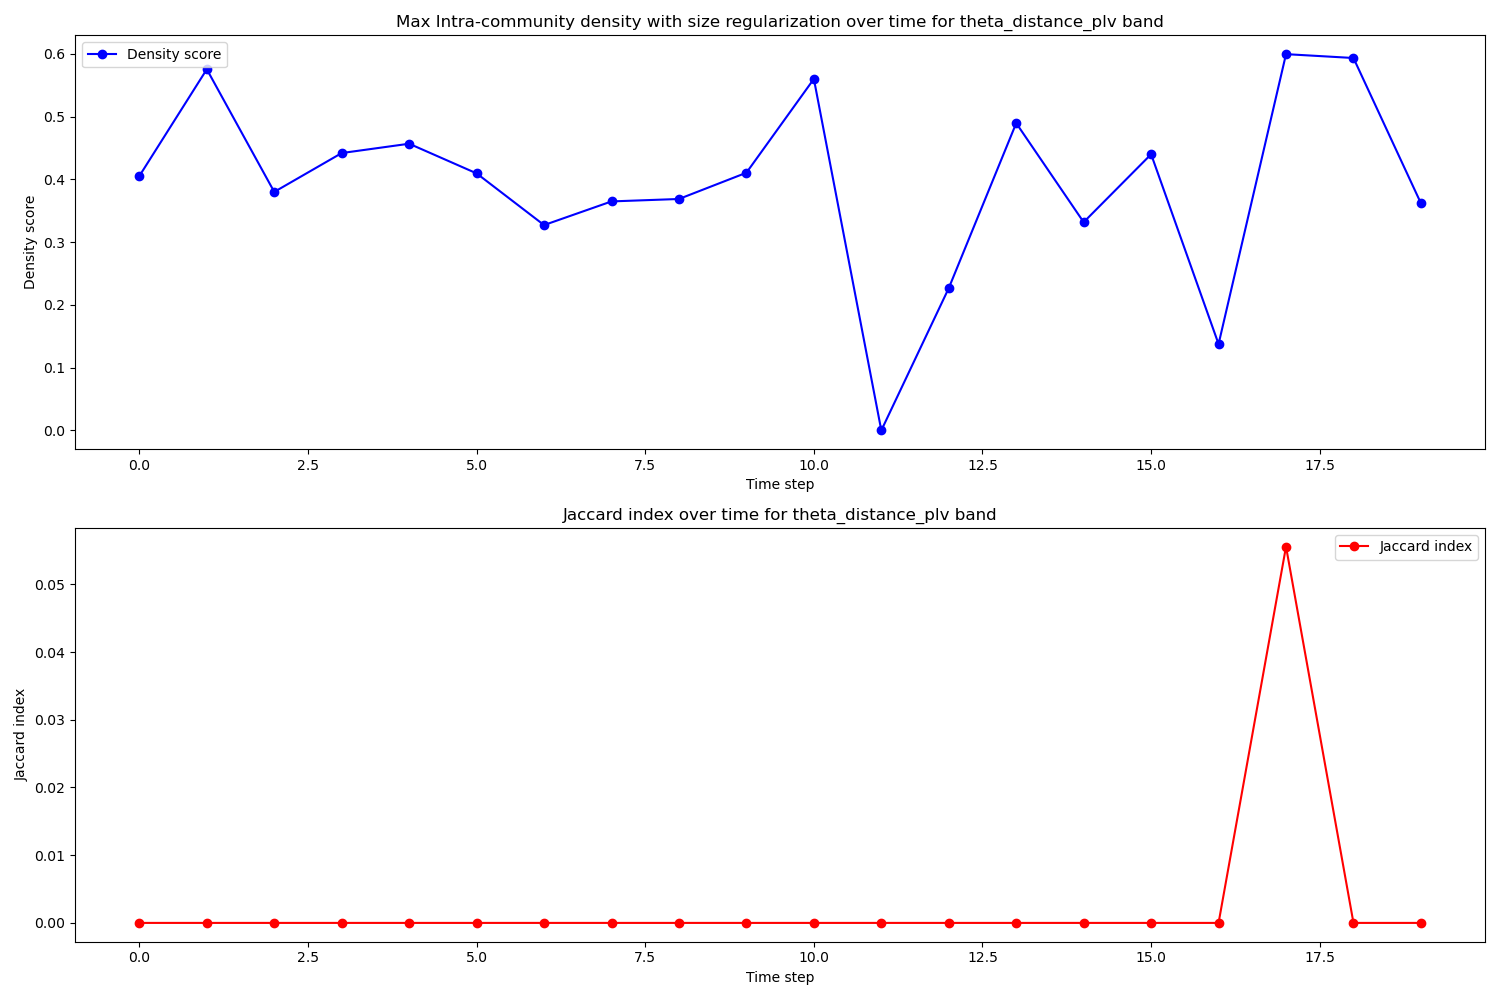 Max Intra-community density with size regularization over time for theta_distance_plv band
Density score
0.6
0.5
0.4
0.3
0.2
0.1
0.0
Density score
0.0 2.5 5.0 7.5 10.0 12.5 15.0 17.5
Time step
Jaccard index over time for theta_distance_plv band
Jaccard index
0.05
0.04
0.03
0.02
0.01
0.00
Jaccard index
0.0 2.5 5.0 7.5 10.0 12.5 15.0 17.5
Time step